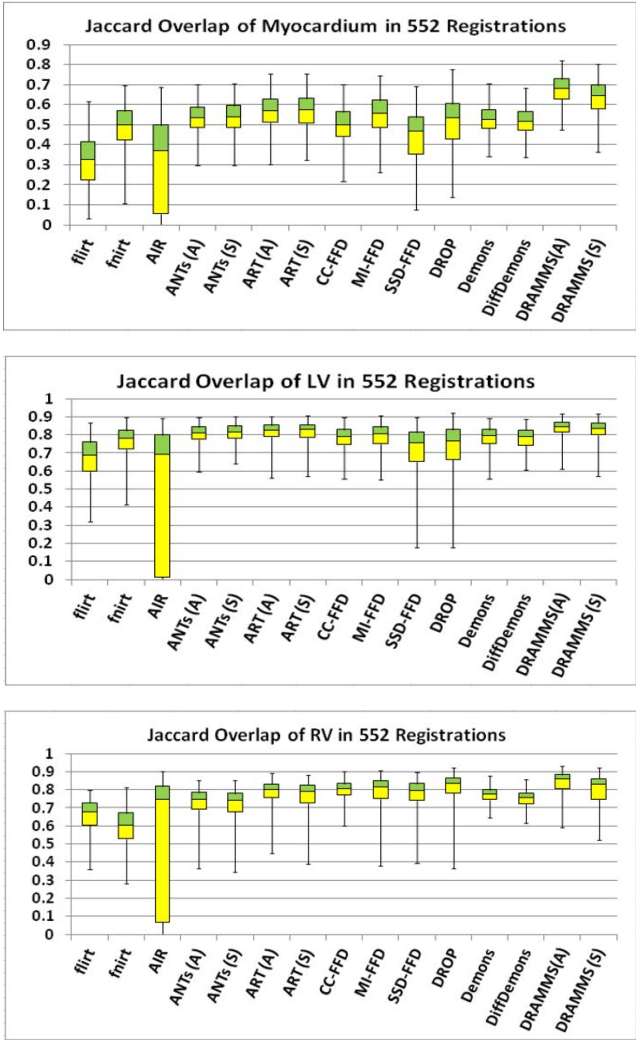 Jaccard Overlap of Myocardium in 552 Registrations
0.9
0.8
0.7
0.6
0.5
0.4
0.3
0.2
0.1
0
flirt
fnirt
AIR
ANTs (A)
ANTs (S)
ART (A)
ART (S)
CC-FFD
MI-FFD
SSD-FFD
DROP
Demons
DiffDemons
DRAMMS(A)
DRAMMS (S)
Jaccard Overlap of LV in 552 Registrations
1
0.9
0.8
0.7
0.6
0.5
0.4
0.3
0.2
0.1
0
flirt
fnirt
AIR
ANTs (A)
ANTs (S)
ART (A)
ART (S)
CC-FFD
MI-FFD
SSD-FFD
DROP
Demons
DiffDemons
DRAMMS(A)
DRAMMS (S)
Jaccard Overlap of RV in 552 Registrations
1
0.9
0.8
0.7
0.6
0.5
0.4
0.3
0.2
0.1
0
flirt
fnirt
AIR
ANTs (A)
ANTs (S)
ART (A)
ART (S)
CC-FFD
MI-FFD
SSD-FFD
DROP
Demons
DiffDemons
DRAMMS(A)
DRAMMS (S)